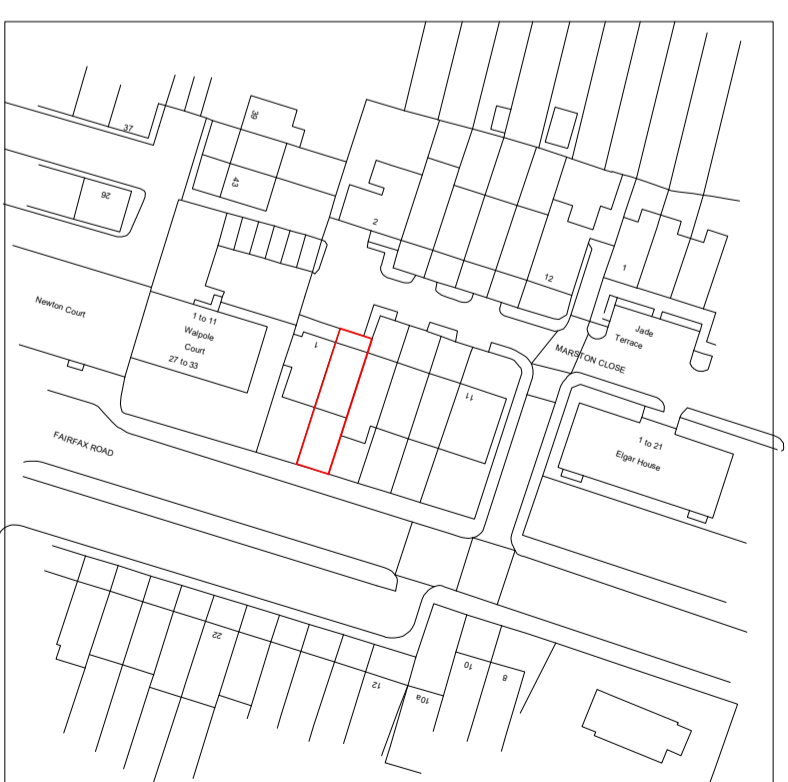 39
37
43
26
2
12
1
Newton Court
1 to 11
Walpole
Court
27 to 33
1
Jade
Terrace
MARSTON CLOSE
11
FAIRFAX ROAD
1 to 21
Elgar House
22
10
8
12
10a